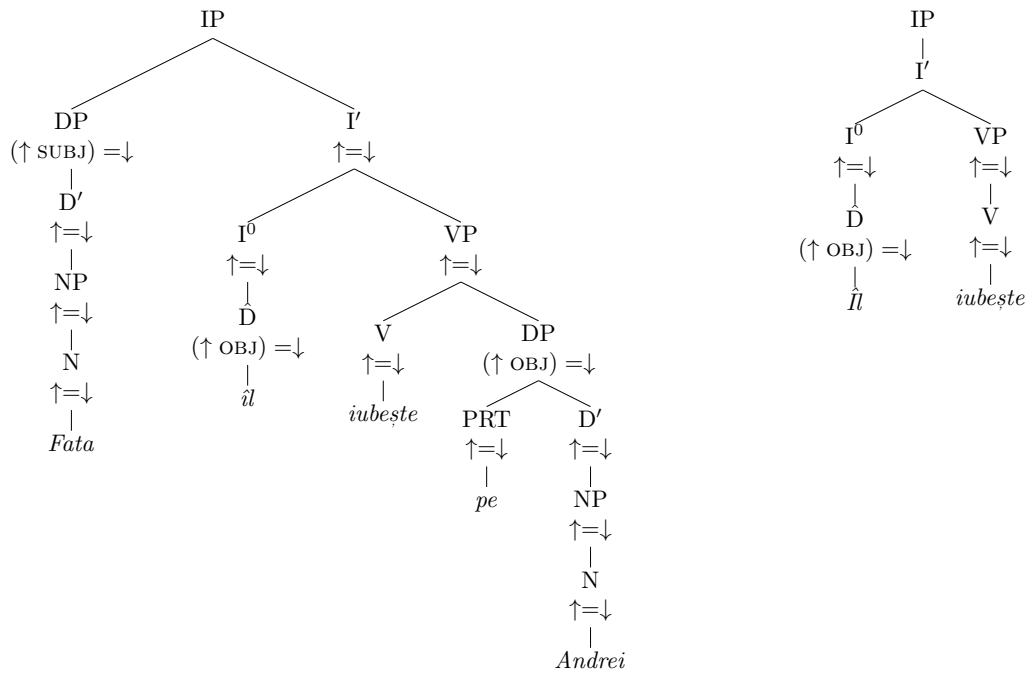 IP IP
I′
DP I′ I⁰ VP
(↑ SUBJ) =↓ ↑=↓ ↑=↓ ↑=↓
D′ D̂ V
↑=↓ (↑ OBJ) =↓ ↑=↓
I⁰ VP
↑=↓ ↑=↓
NP Îl iubește
↑=↓
D̂ V DP
(↑ OBJ) =↓ ↑=↓ (↑ OBJ) =↓
N
↑=↓
îl iubește PRT D′
Fata ↑=↓ ↑=↓
pe NP
↑=↓
N
↑=↓
Andrei